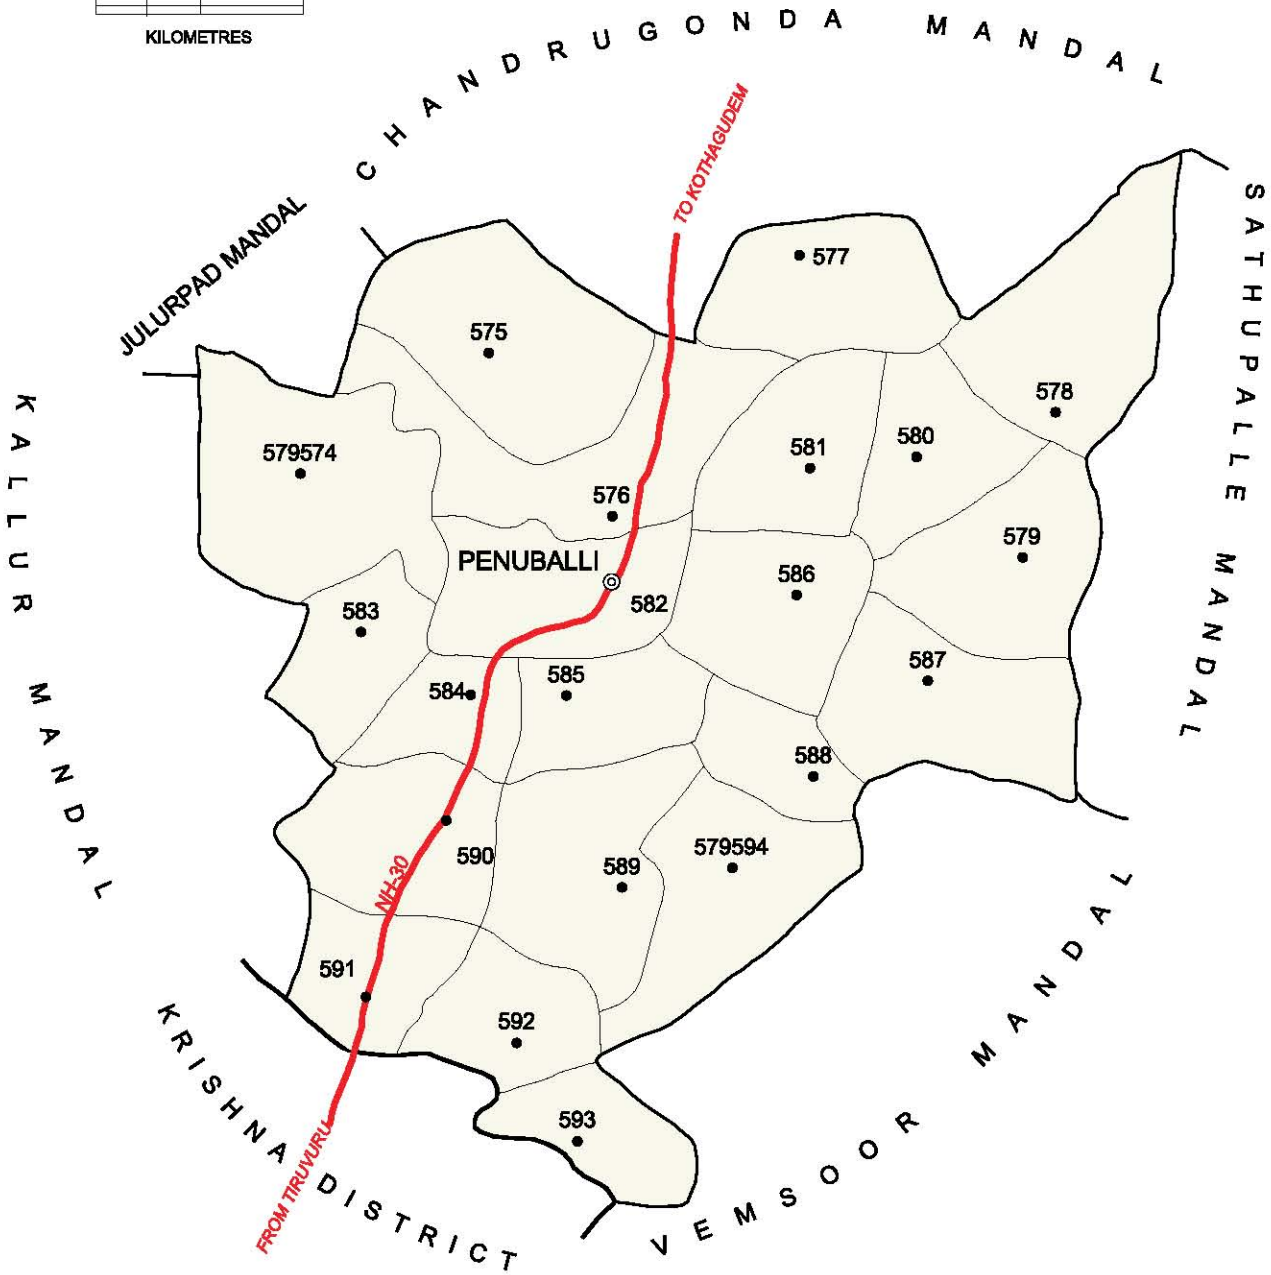 KILOMETRES
CHANDRUGONDA MANDAL
JULURPAD MANDAL
TO KOTHAGUDEM
SATHUPALLE MANDAL
KALLUR MANDAL
577
575
578
579574
581
580
576
579
PENUBALLI
582
586
583
587
584
585
588
590
589
579594
NH-30
591
592
593
KRISHNA DISTRICT
FROM TIRUVURU
VEMSOOR MANDAL